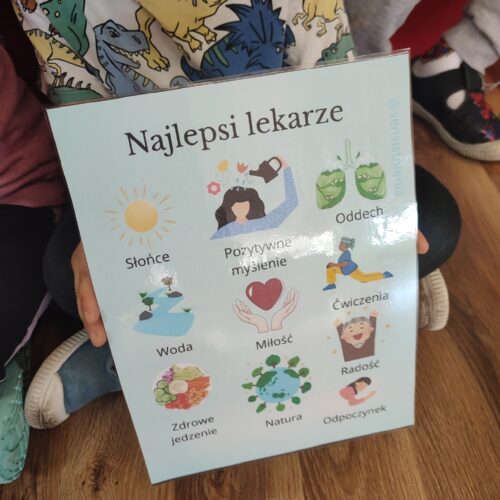 Najlepsi lekarze
Słońce
Pozytywne
myślenie
Oddech
Woda
Miłość
Ćwiczenia
Zdrowe
jedzenie
Natura
Radość
Odpoczynek